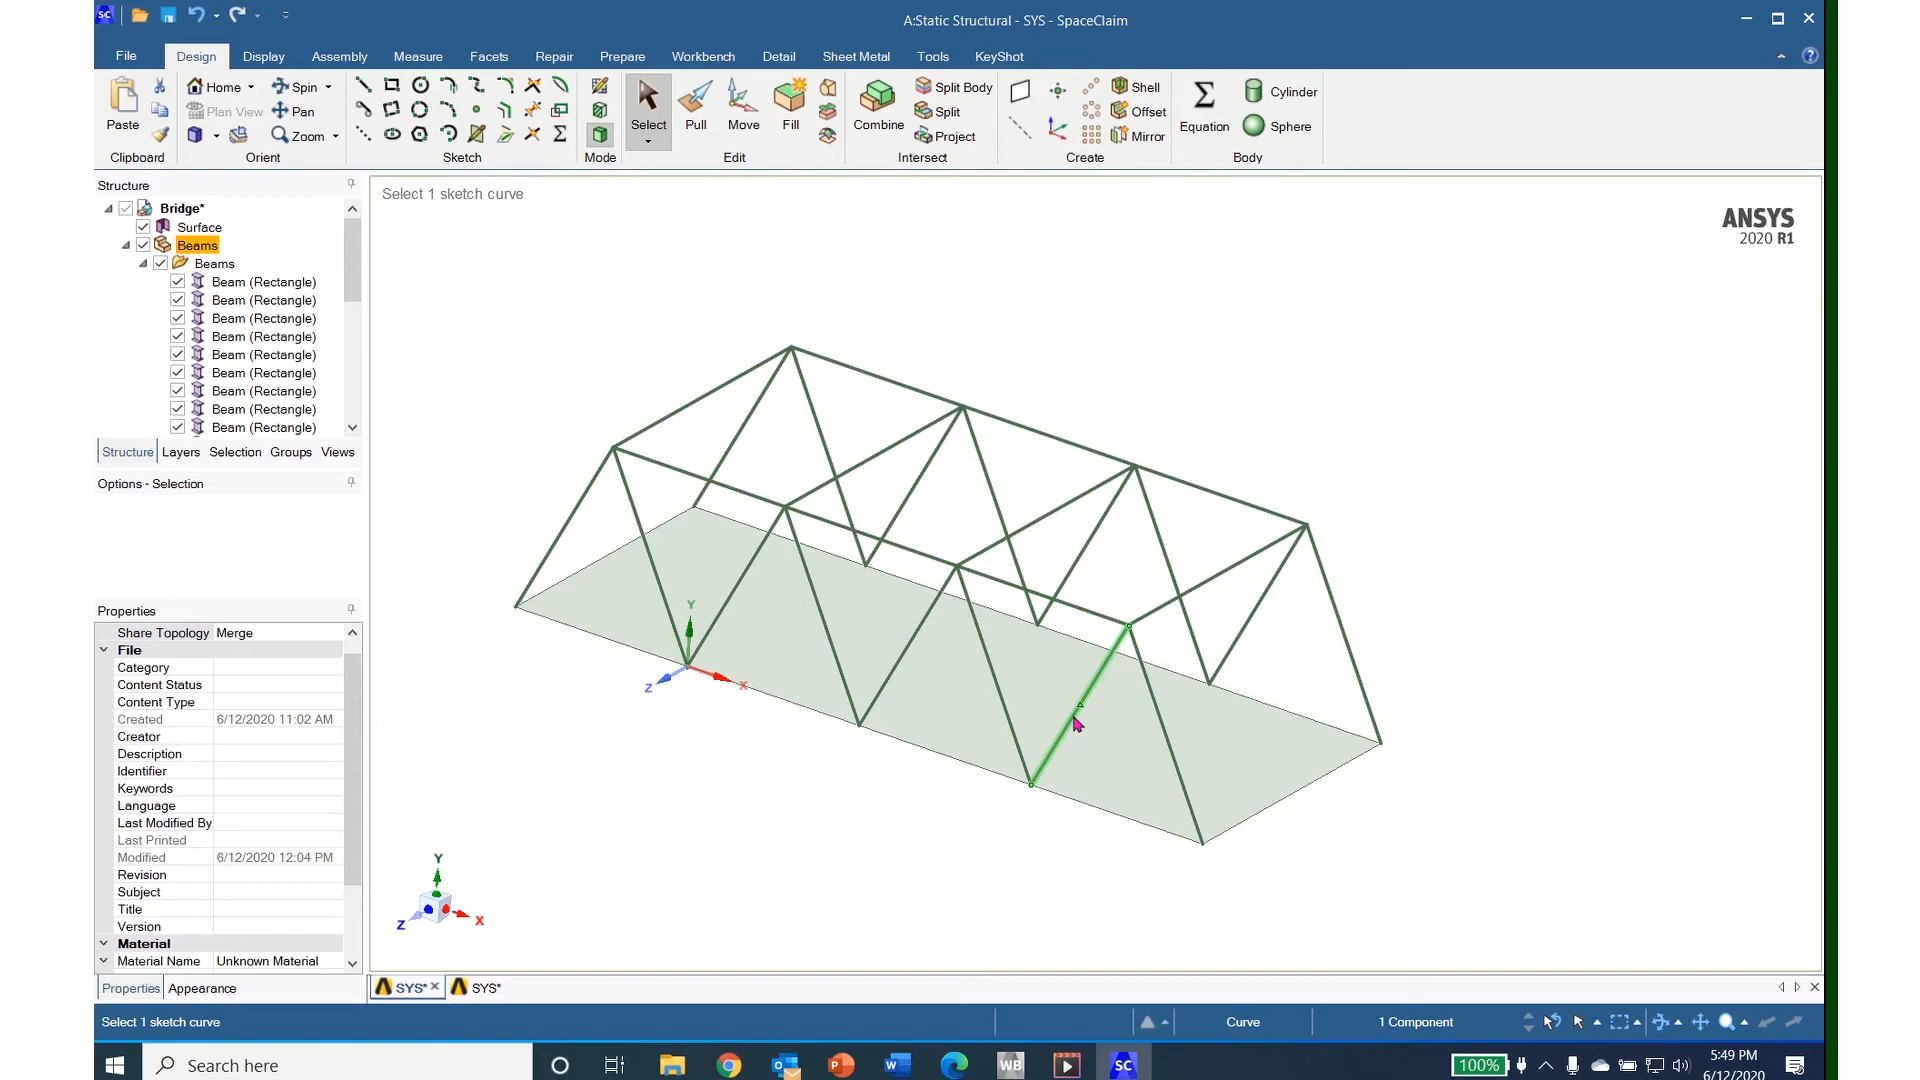 SC
A:Static Structural - SYS - SpaceClaim
File Design Display Assembly Measure Facets Repair Prepare Workbench Detail Sheet Metal Tools KeyShot
Paste
Home Spin
Plan View Pan
Zoom
Select Pull Move Fill
Combine Split Body
Split
Project
Shell
Offset
Mirror
Equation Cylinder
Sphere
Clipboard Orient Sketch Mode Edit Intersect Create Body
Structure
Bridge*
Surface
Beams
Beams
Beam (Rectangle)
Beam (Rectangle)
Beam (Rectangle)
Beam (Rectangle)
Beam (Rectangle)
Beam (Rectangle)
Beam (Rectangle)
Beam (Rectangle)
Beam (Rectangle)
Structure Layers Selection Groups Views
Options - Selection
Properties
Share Topology Merge
File
Category
Content Status
Content Type
Created 6/12/2020 11:02 AM
Creator
Description
Identifier
Keywords
Language
Last Modified By
Last Printed
Modified 6/12/2020 12:04 PM
Revision
Subject
Title
Version
Material
Material Name Unknown Material
Properties Appearance
Select 1 sketch curve
ANSYS
2020 R1
Y
Z X
Y
Z X
SYS* SYS*
Select 1 sketch curve Curve 1 Component
Search here
WB SC
100%
5:49 PM
6/12/2020